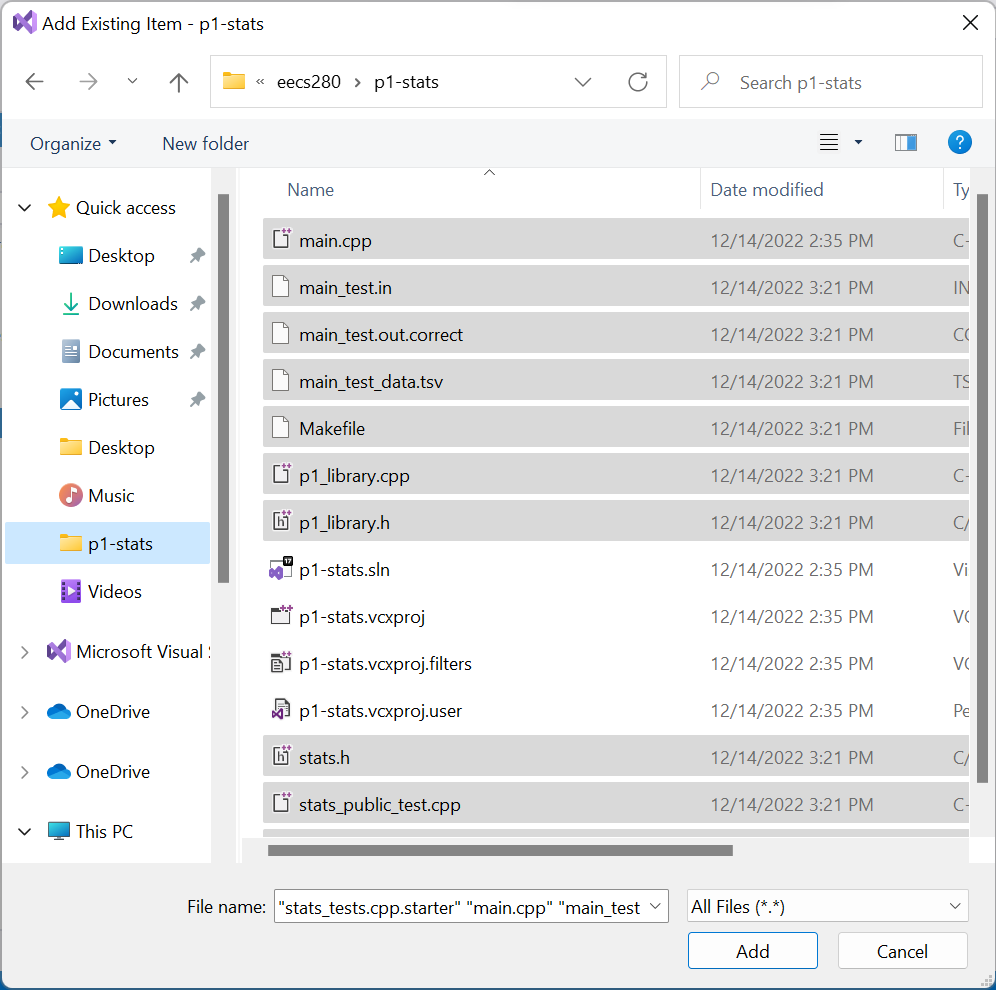 Add Existing Item - p1-stats
« eecs280 › p1-stats
Search p1-stats
Organize
New folder
?
Name
Date modified
Ty
Quick access
Desktop
Downloads
Documents
Pictures
Desktop
Music
p1-stats
Videos
Microsoft Visual S
OneDrive
OneDrive
This PC
main.cpp 12/14/2022 2:35 PM C-
main_test.in 12/14/2022 3:21 PM IN
main_test.out.correct 12/14/2022 3:21 PM CO
main_test_data.tsv 12/14/2022 3:21 PM TS
Makefile 12/14/2022 3:21 PM Fil
p1_library.cpp 12/14/2022 3:21 PM C-
p1_library.h 12/14/2022 3:21 PM C/
p1-stats.sln 12/14/2022 2:35 PM Vi
p1-stats.vcxproj 12/14/2022 2:35 PM VC
p1-stats.vcxproj.filters 12/14/2022 2:35 PM VC
p1-stats.vcxproj.user 12/14/2022 2:35 PM Pe
stats.h 12/14/2022 3:21 PM C/
stats_public_test.cpp 12/14/2022 3:21 PM C-
File name: "stats_tests.cpp.starter" "main.cpp" "main_test
All Files (*.*)
Add
Cancel